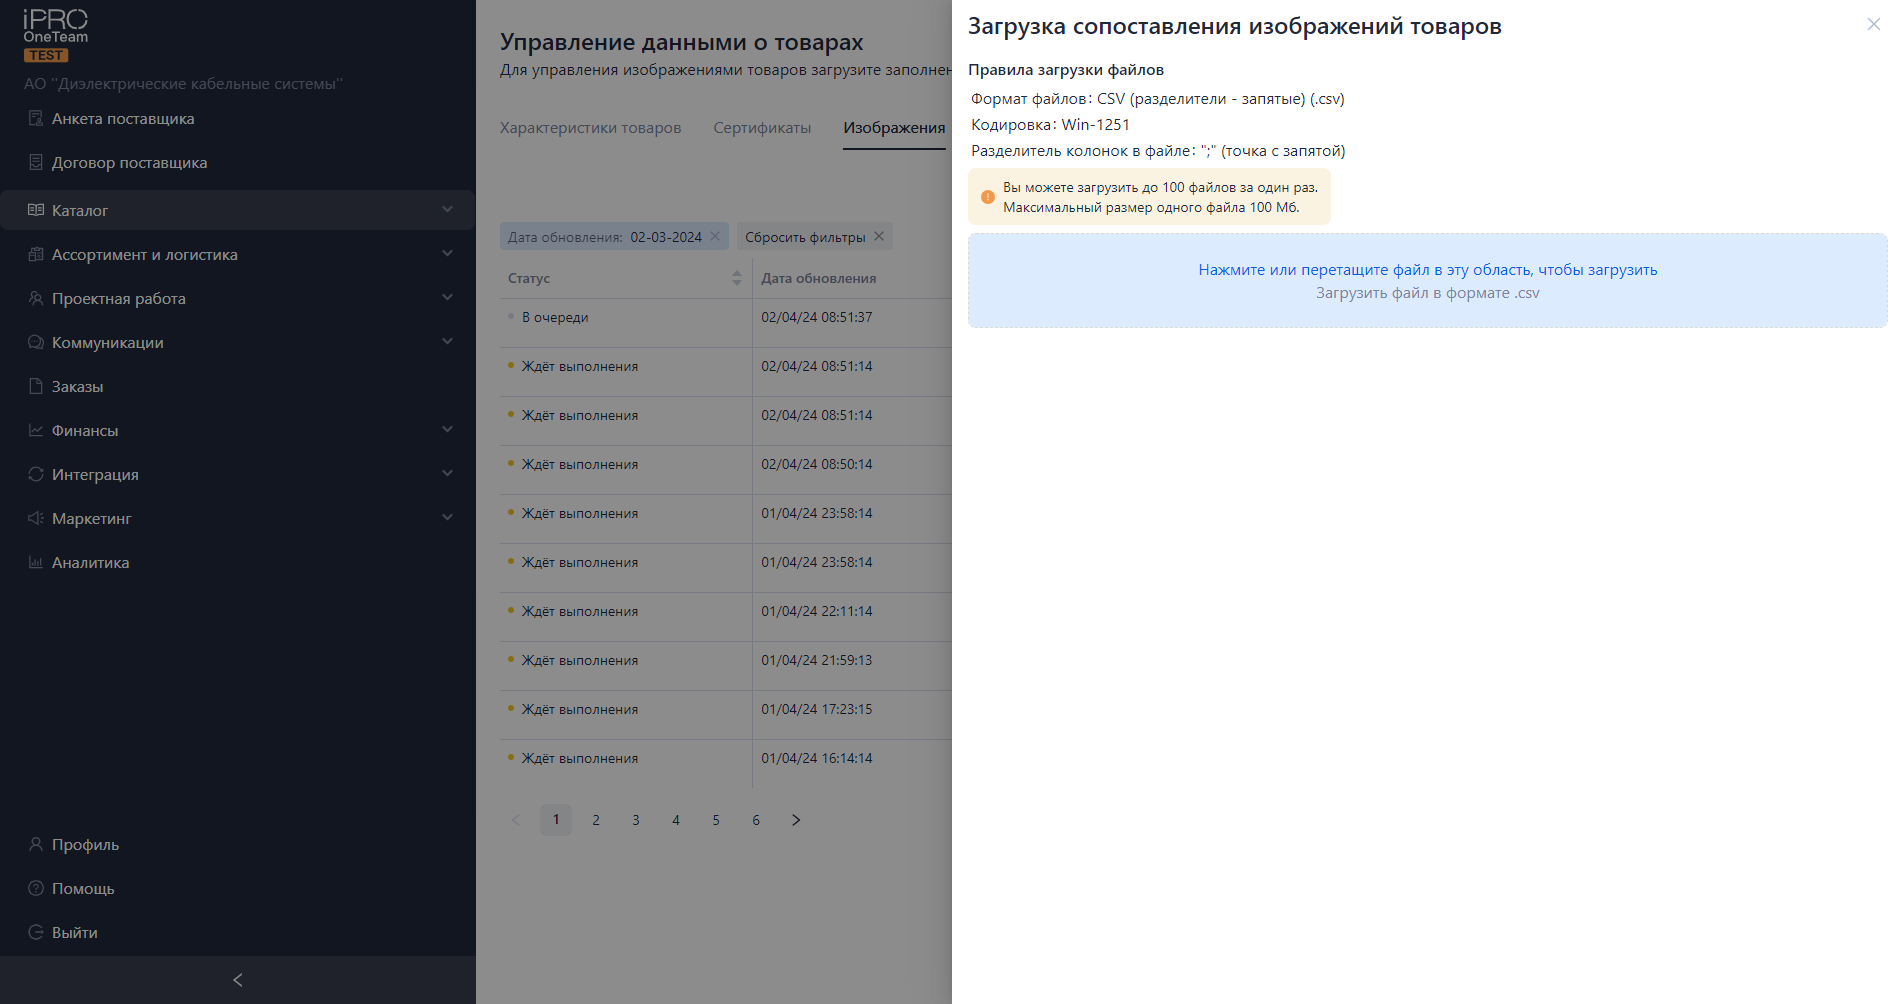 iPRO
OneTeam
TEST
АО "Диэлектрические кабельные системы"
Анкета поставщика
Договор поставщика
Каталог
Ассортимент и логистика
Проектная работа
Коммуникации
Заказы
Финансы
Интеграция
Маркетинг
Аналитика
Профиль
Помощь
Выйти
Управление данными о товарах
Для управления изображениями товаров загрузите заполнен
Характеристики товаров Сертификаты Изображения
Дата обновления: 02-03-2024 Сбросить фильтры
Статус Дата обновления
В очереди 02/04/24 08:51:37
Ждёт выполнения 02/04/24 08:51:14
Ждёт выполнения 02/04/24 08:51:14
Ждёт выполнения 02/04/24 08:50:14
Ждёт выполнения 01/04/24 23:58:14
Ждёт выполнения 01/04/24 23:58:14
Ждёт выполнения 01/04/24 22:11:14
Ждёт выполнения 01/04/24 21:59:13
Ждёт выполнения 01/04/24 17:23:15
Ждёт выполнения 01/04/24 16:14:14
1 2 3 4 5 6
Загрузка сопоставления изображений товаров
Правила загрузки файлов
Формат файлов: CSV (разделители - запятые) (.csv)
Кодировка: Win-1251
Разделитель колонок в файле: ";" (точка с запятой)
Вы можете загрузить до 100 файлов за один раз.
Максимальный размер одного файла 100 Мб.
Нажмите или перетащите файл в эту область, чтобы загрузить
Загрузить файл в формате .csv